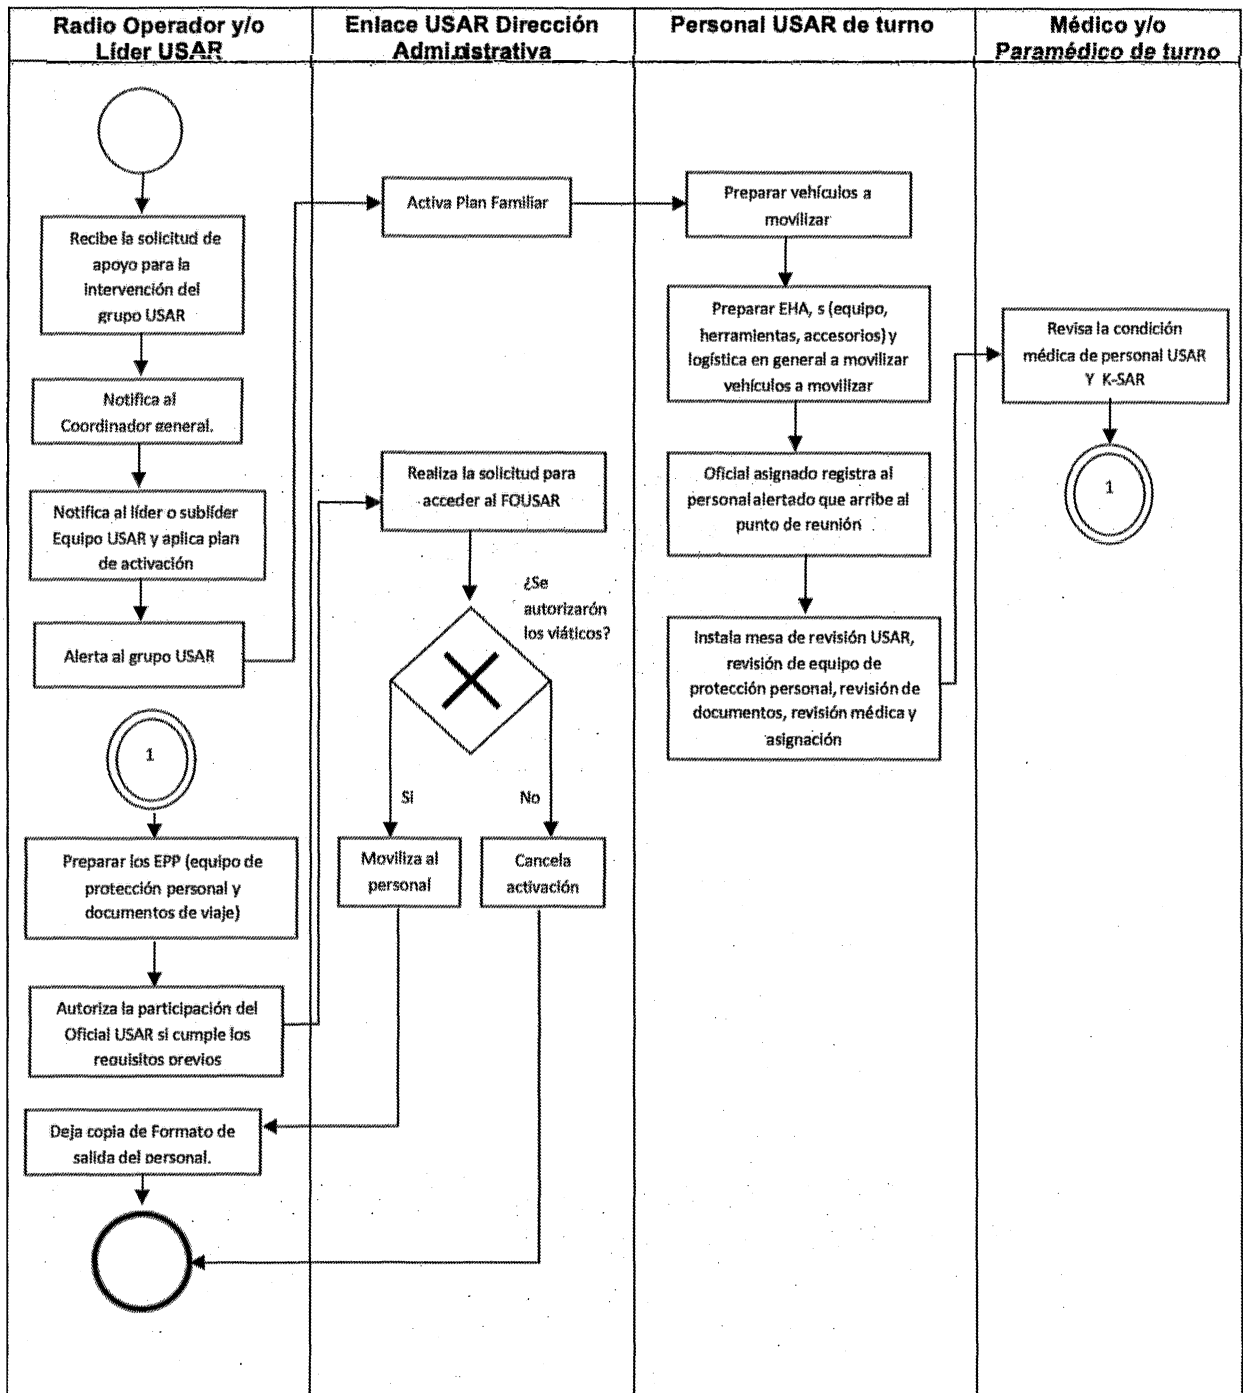 Radio Operador y/o
Líder USAR
Enlace USAR Dirección
Administrativa
Personal USAR de turno
Médico y/o
Paramédico de turno
Recibe la solicitud de
apoyo para la
intervención del
grupo USAR
Notifica al
Coordinador general.
Notifica al líder o sublíder
Equipo USAR y aplica plan
de activación
Alerta al grupo USAR
1
Preparar los EPP (equipo de
protección personal y
documentos de viaje)
Autoriza la participación del
Oficial USAR si cumple los
requisitos previos
Deja copia de Formato de
salida del personal.
Activa Plan Familiar
Realiza la solicitud para
acceder al FOUSAR
¿Se
autorizarón
los viáticos?
Si
No
Moviliza al
personal
Cancela
activación
Preparar vehículos a
movilizar
Preparar EHA, s (equipo,
herramientas, accesorios) y
logística en general a movilizar
vehículos a movilizar
Oficial asignado registra al
personal alertado que arribe al
punto de reunión
Instala mesa de revisión USAR,
revisión de equipo de
protección personal, revisión de
documentos, revisión médica y
asignación
Revisa la condición
médica de personal USAR
Y K-SAR
1